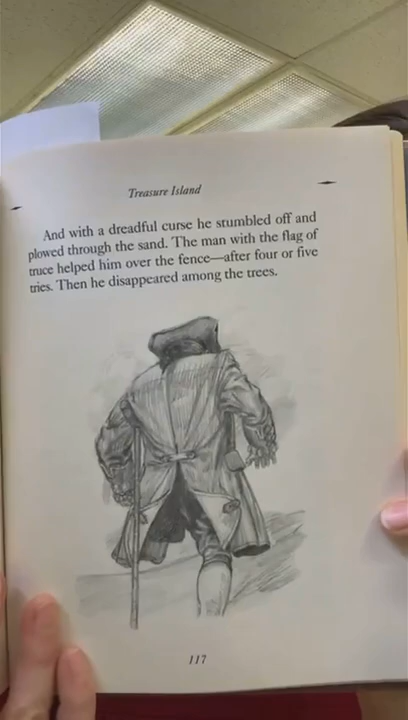 Treasure Island
And with a dreadful curse he stumbled off and
plowed through the sand. The man with the flag of
truce helped him over the fence—after four or five
tries. Then he disappeared among the trees.
117